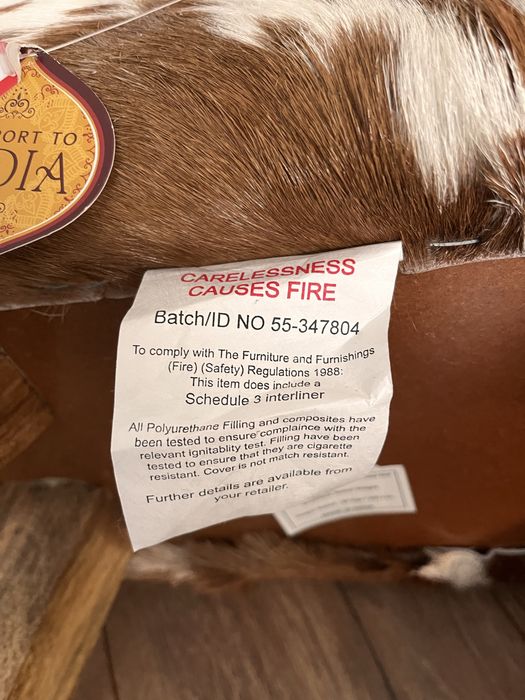 PORT TO
DIA
CARELESSNESS
CAUSES FIRE
Batch/ID NO 55-347804
To comply with The Furniture and Furnishings
(Fire) (Safety) Regulations 1988:
This item does include a
Schedule 3 interliner
All Polyurethane Filling and composites have
been tested to ensure complaince with the
relevant ignitablity test. Filling have been
tested to ensure that they are cigarette
resistant. Cover is not match resistant.
Further details are available from
your retailer.